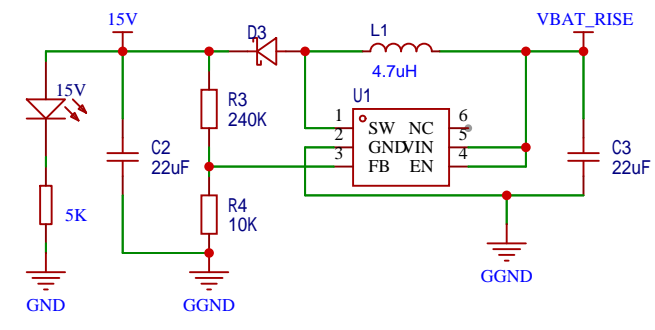 15V
D3
L1
VBAT_RISE
4.7uH
15V
R3
240K
U1
1
SW
NC
6
2
GND
VIN
5
3
FB
EN
4
C2
22uF
C3
22uF
5K
R4
10K
GND
GGND
GGND